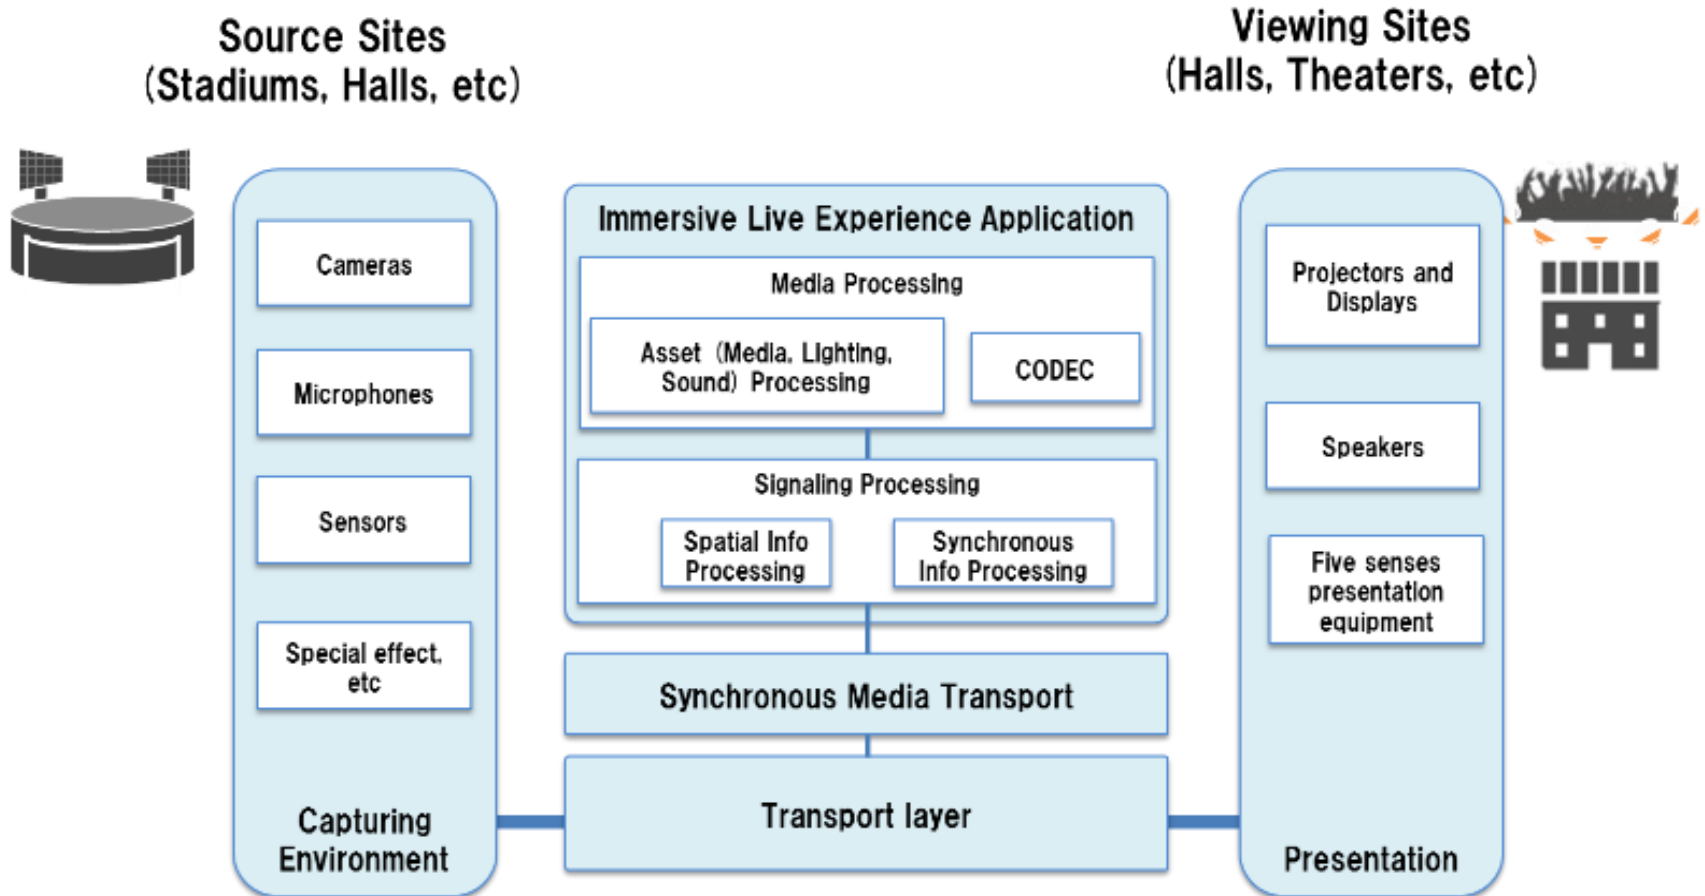 Source Sites
(Stadiums, Halls, etc)
Viewing Sites
(Halls, Theaters, etc)
Cameras
Microphones
Sensors
Special effect,
etc
Capturing
Environment
Immersive Live Experience Application
Media Processing
Asset (Media, Lighting,
Sound) Processing
CODEC
Signaling Processing
Spatial Info
Processing
Synchronous
Info Processing
Synchronous Media Transport
Transport layer
Projectors and
Displays
Speakers
Five senses
presentation
equipment
Presentation